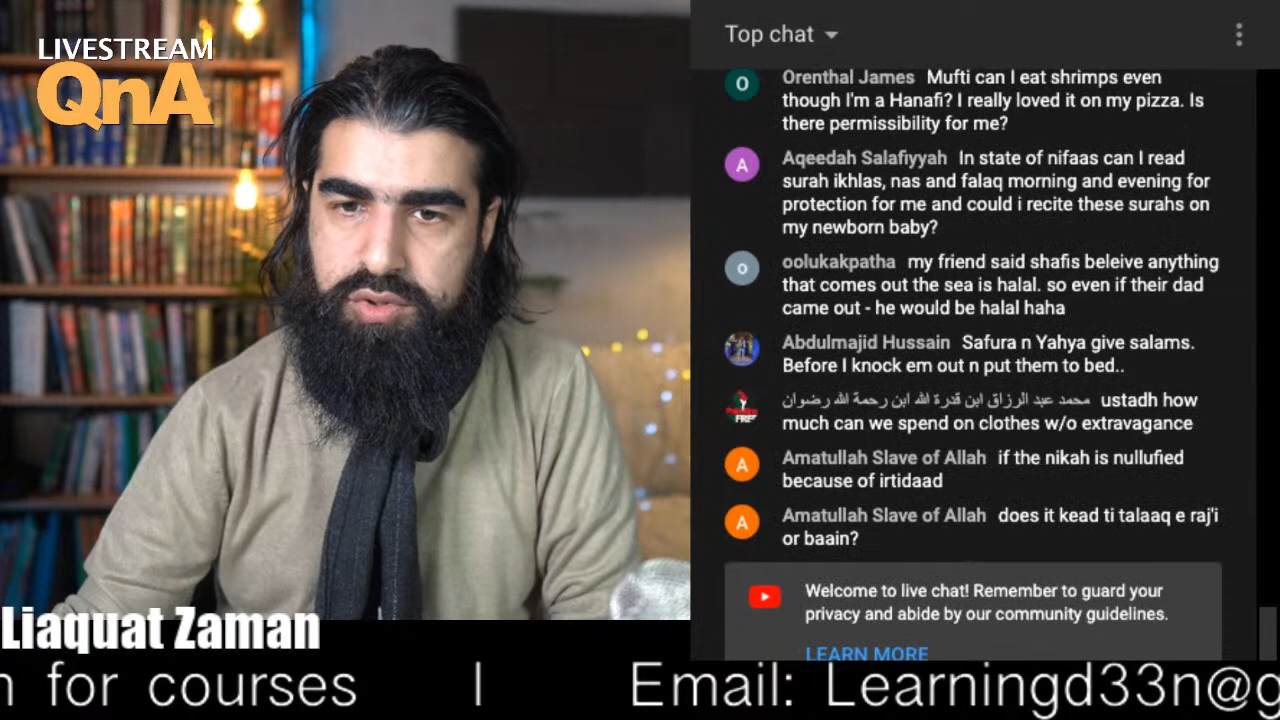 LIVESTREAM
QnA
Top chat
Orenthal James Mufti can I eat shrimps even
though I'm a Hanafi? I really loved it on my pizza. Is
there permissibility for me?
Aqeedah Salafiyyah In state of nifaas can I read
surah ikhlas, nas and falaq morning and evening for
protection for me and could i recite these surahs on
my newborn baby?
oolukakpatha my friend said shafis beleive anything
that comes out the sea is halal. so even if their dad
came out - he would be halal haha
Abdulmajid Hussain Safura n Yahya give salams.
Before I knock em out n put them to bed..
محمد عبد الرزاق ابن قدرة الله ابن رحمة الله رضوان ustadh how
much can we spend on clothes w/o extravagance
Amatullah Slave of Allah if the nikah is nullufied
because of irtidaad
Amatullah Slave of Allah does it kead ti talaaq e raj'i
or baain?
Welcome to live chat! Remember to guard your
privacy and abide by our community guidelines.
LEARN MORE
Liaquat Zaman
n for courses | Email: Learningd33n@g